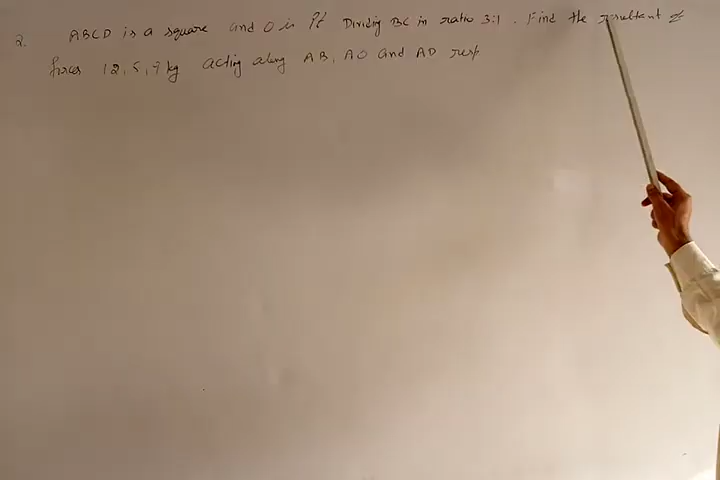 2. ABCD is a square and O is Pt Dividing BC in ratio 3:1. Find the resultant of
forces 12, 5, 9 kg acting along AB, AO and AD resp